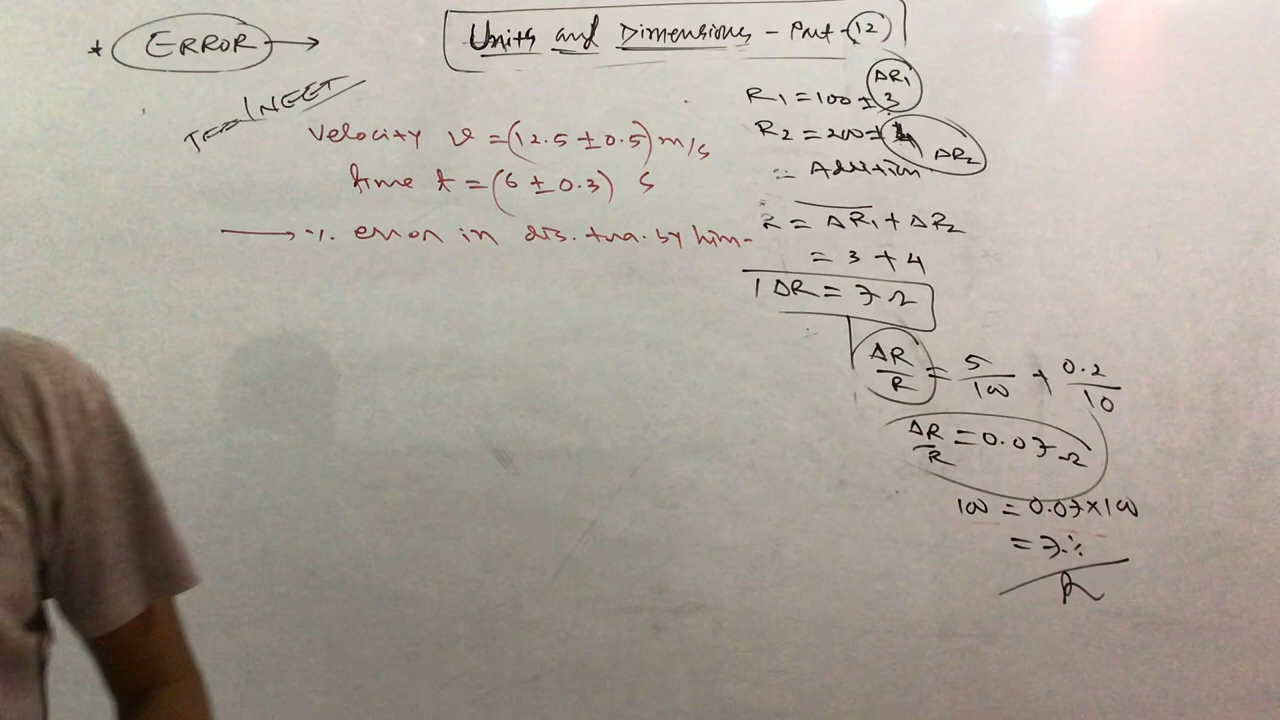 * ERROR →
Units and Dimensions - Part - 12
NEET
Velocity v = (12.5 ± 0.5) m/s
time t = (6 ± 0.3) s
→ % error in dis. tra. by him.
ΔR₁
R₁ = 100 ± 3
R₂ = 200 ± 4
ΔR₂
:- Addition
R = ΔR₁ + ΔR₂
= 3 + 4
ΔR = 7 Ω
ΔR/R = 5/100 + 0.2/10
ΔR/R = 0.07 Ω
100 = 0.07 × 100
= 7%
R